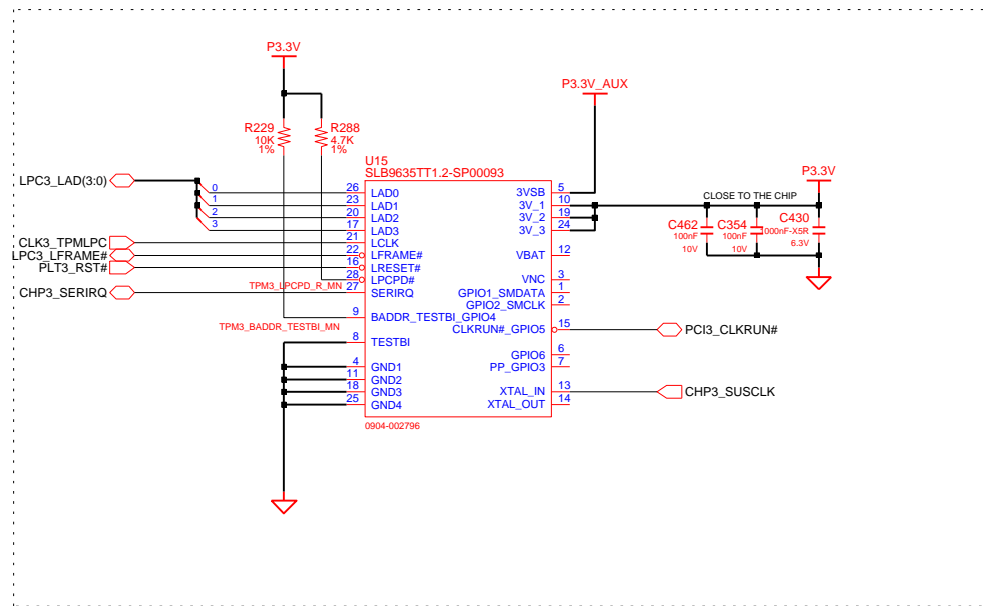 P3.3V
P3.3V_AUX
R229
10K
1%
R288
4.7K
1%
U15
SLB9635TT1.2-SP00093
P3.3V
LPC3_LAD(3:0)
0
1
2
3
26 LAD0
23 LAD1
20 LAD2
17 LAD3
CLK3_TPMLPC
21 LCLK
LPC3_LFRAME#
22 LFRAME#
PLT3_RST#
16 LRESET#
28 LPCPD#
TPM3_LPCPD_R_MN
CHP3_SERIRQ
27 SERIRQ
9 BADDR_TESTBI_GPIO4
TPM3_BADDR_TESTBI_MN
8 TESTBI
4 GND1
11 GND2
18 GND3
25 GND4
3VSB 5
3V_1 10
3V_2 19
3V_3 24
VBAT 12
VNC 3
GPIO1_SMDATA 1
GPIO2_SMCLK 2
CLKRUN#_GPIO5 15
PCI3_CLKRUN#
GPIO6 6
PP_GPIO3 7
XTAL_IN 13
CHP3_SUSCLK
XTAL_OUT 14
0904-002796
CLOSE TO THE CHIP
C462
100nF
10V
C354
100nF
10V
C430
000nF-X5R
6.3V